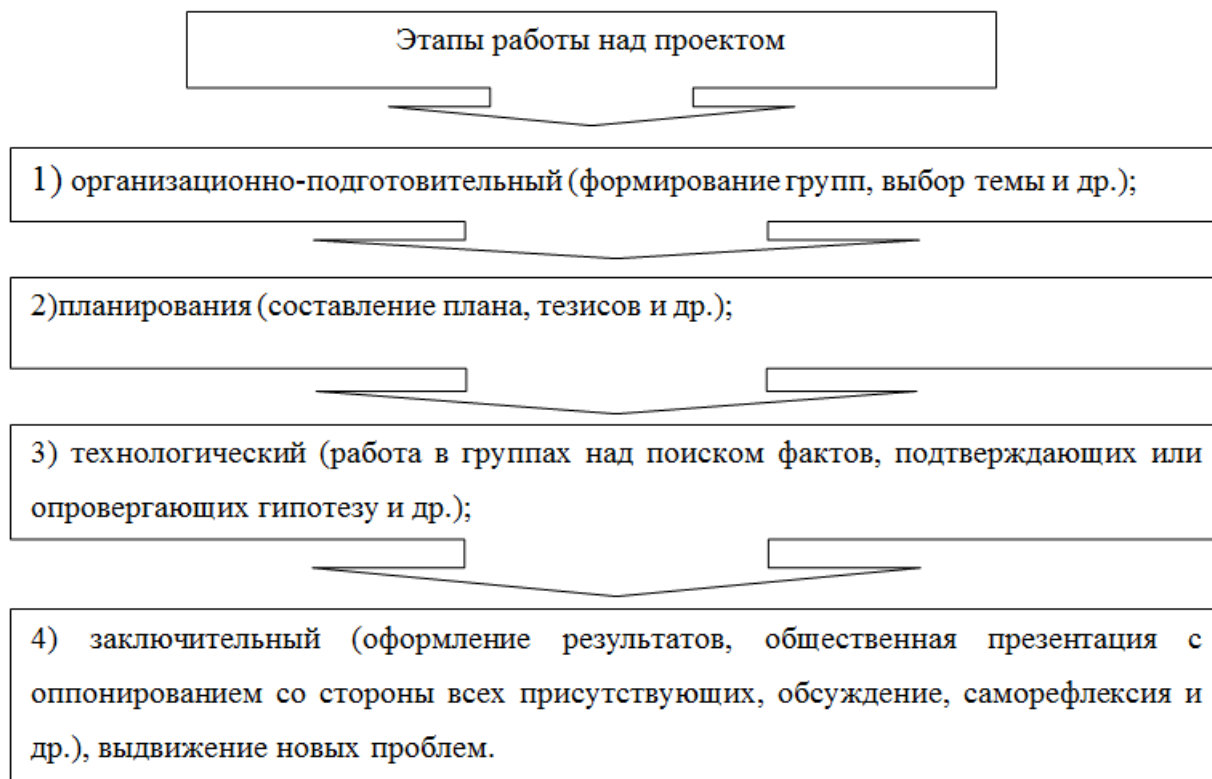 Этапы работы над проектом
1) организационно-подготовительный (формирование групп, выбор темы и др.);
2)планирования (составление плана, тезисов и др.);
3) технологический (работа в группах над поиском фактов, подтверждающих или
опровергающих гипотезу и др.);
4) заключительный (оформление результатов, общественная презентация с
оппонированием со стороны всех присутствующих, обсуждение, саморефлексия и
др.), выдвижение новых проблем.